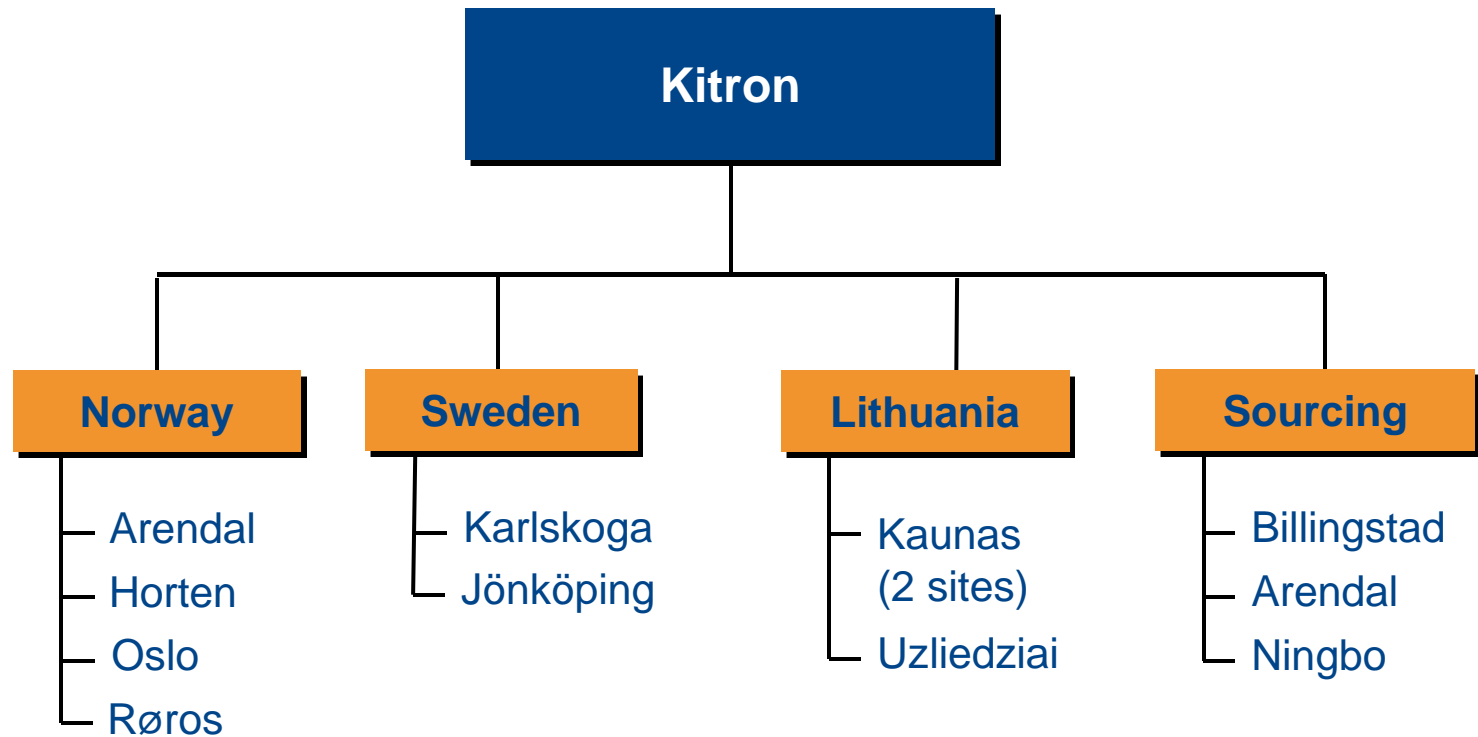 Kitron
Norway
Arendal
Horten
Oslo
Røros
Sweden
Karlskoga
Jönköping
Lithuania
Kaunas
(2 sites)
Uzliedziai
Sourcing
Billingstad
Arendal
Ningbo